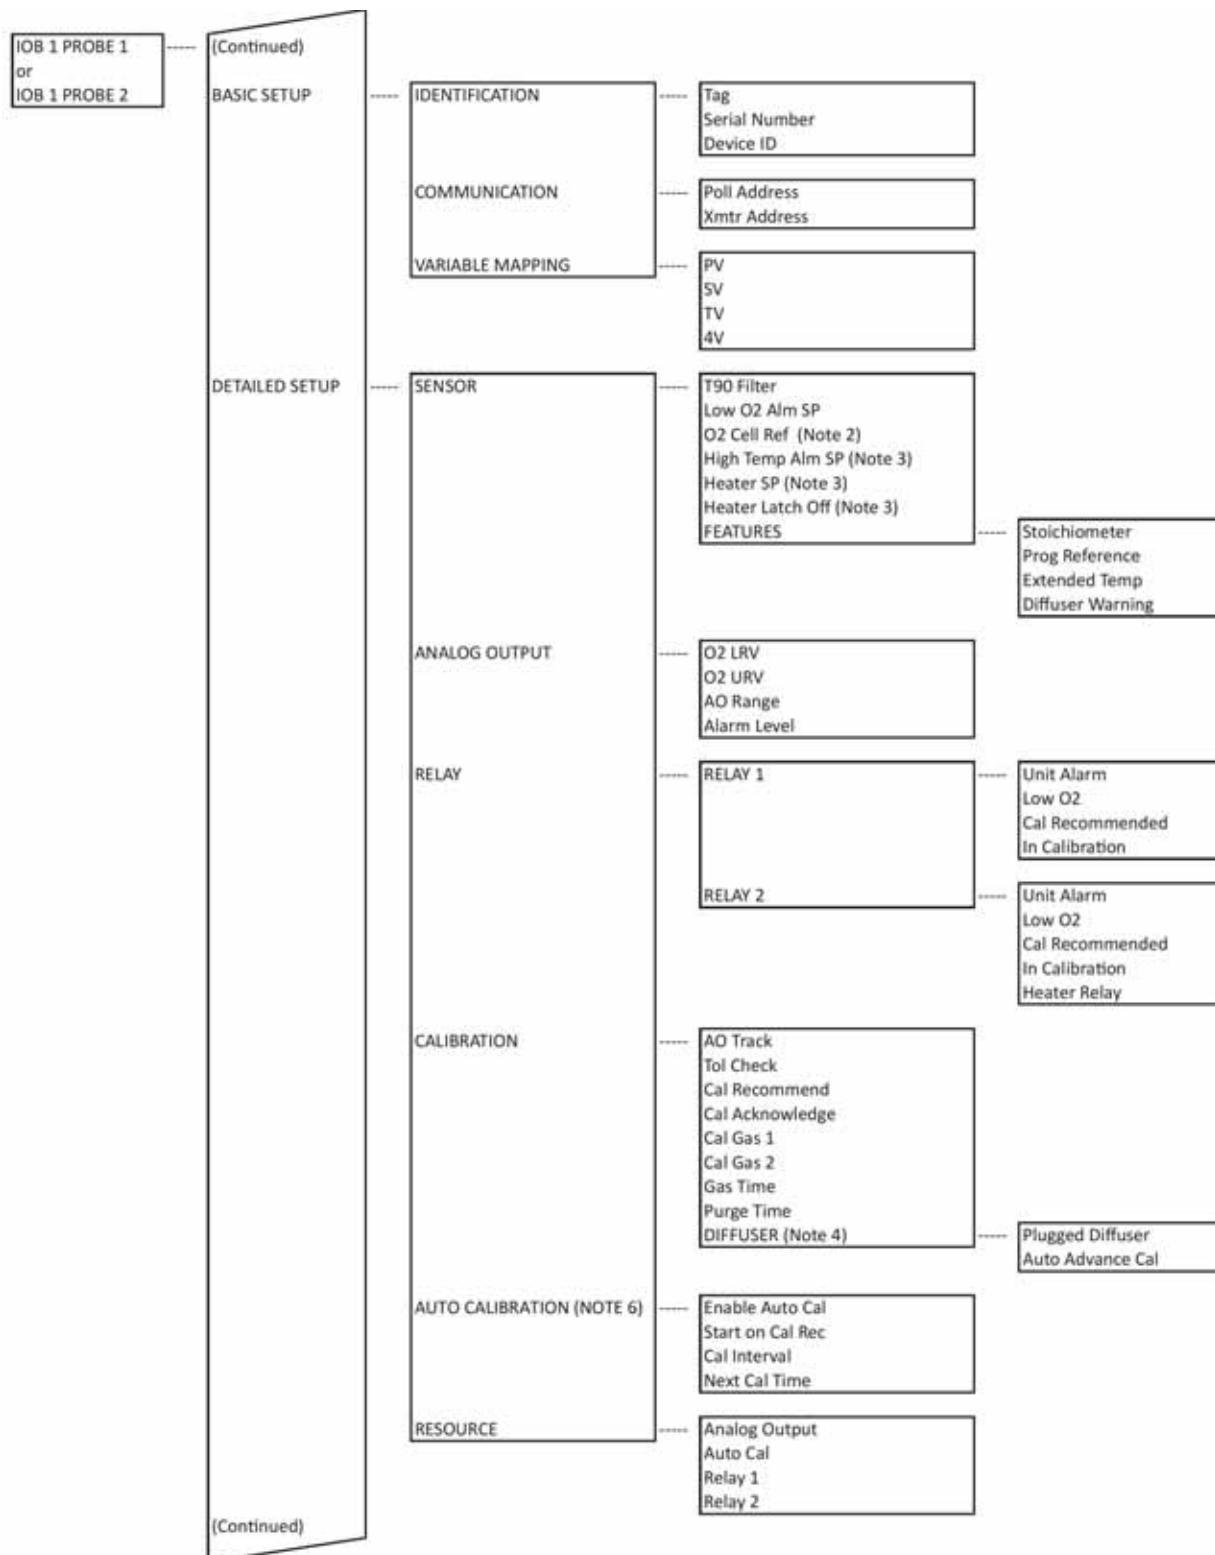 IOB 1 PROBE 1
or
IOB 1 PROBE 2
(Continued)
BASIC SETUP
IDENTIFICATION
Tag
Serial Number
Device ID
COMMUNICATION
Poll Address
Xmtr Address
VARIABLE MAPPING
PV
SV
TV
4V
DETAILED SETUP
SENSOR
T90 Filter
Low O2 Alm SP
O2 Cell Ref (Note 2)
High Temp Alm SP (Note 3)
Heater SP (Note 3)
Heater Latch Off (Note 3)
FEATURES
Stoichiometer
Prog Reference
Extended Temp
Diffuser Warning
ANALOG OUTPUT
O2 LRV
O2 URV
AO Range
Alarm Level
RELAY
RELAY 1
Unit Alarm
Low O2
Cal Recommended
In Calibration
RELAY 2
Unit Alarm
Low O2
Cal Recommended
In Calibration
Heater Relay
CALIBRATION
AO Track
Tol Check
Cal Recommend
Cal Acknowledge
Cal Gas 1
Cal Gas 2
Gas Time
Purge Time
DIFFUSER (Note 4)
Plugged Diffuser
Auto Advance Cal
AUTO CALIBRATION (NOTE 6)
Enable Auto Cal
Start on Cal Rec
Cal Interval
Next Cal Time
RESOURCE
Analog Output
Auto Cal
Relay 1
Relay 2
(Continued)